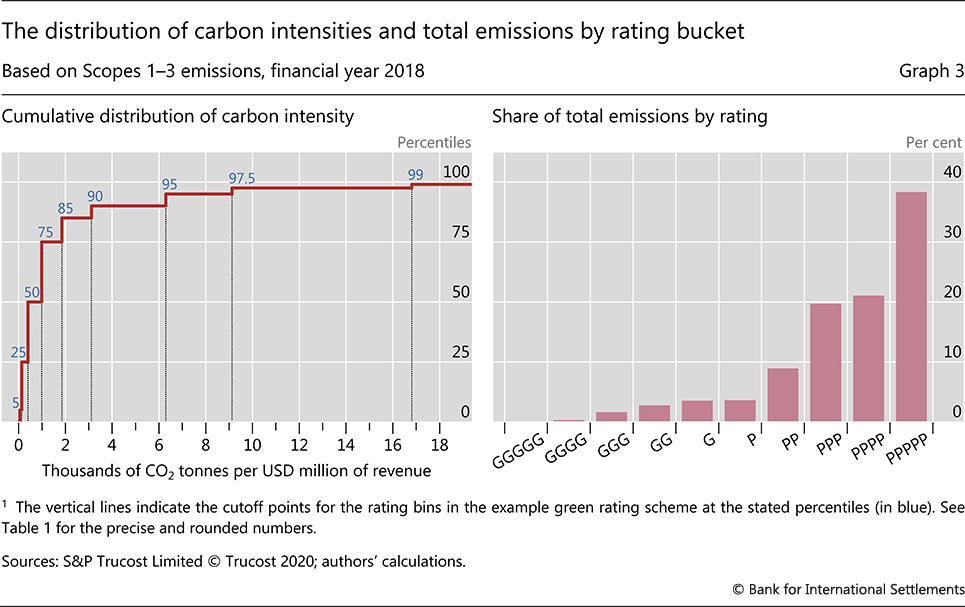 The distribution of carbon intensities and total emissions by rating bucket
Based on Scopes 1–3 emissions, financial year 2018
Graph 3
Cumulative distribution of carbon intensity
Percentiles
100
75
50
25
0
5
25
50
75
85
90
95
97.5
99
0 2 4 6 8 10 12 14 16 18
Thousands of CO₂ tonnes per USD million of revenue
Share of total emissions by rating
Per cent
40
30
20
10
0
GGGGG GGGG GGG GG G P PP PPP PPPP PPPPP
¹ The vertical lines indicate the cutoff points for the rating bins in the example green rating scheme at the stated percentiles (in blue). See
Table 1 for the precise and rounded numbers.
Sources: S&P Trucost Limited © Trucost 2020; authors’ calculations.
© Bank for International Settlements